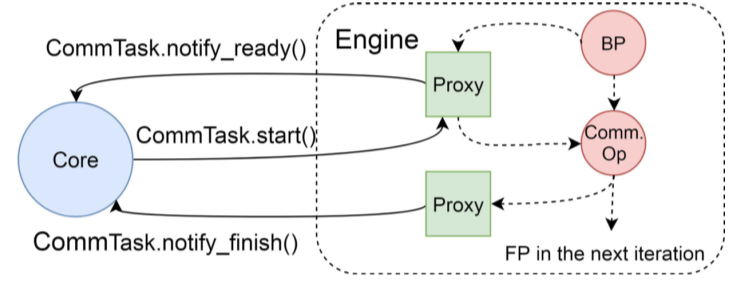 CommTask.notify_ready()
Engine
BP
Proxy
CommTask.start()
Comm.
Op
Core
Proxy
CommTask.notify_finish()
FP in the next iteration